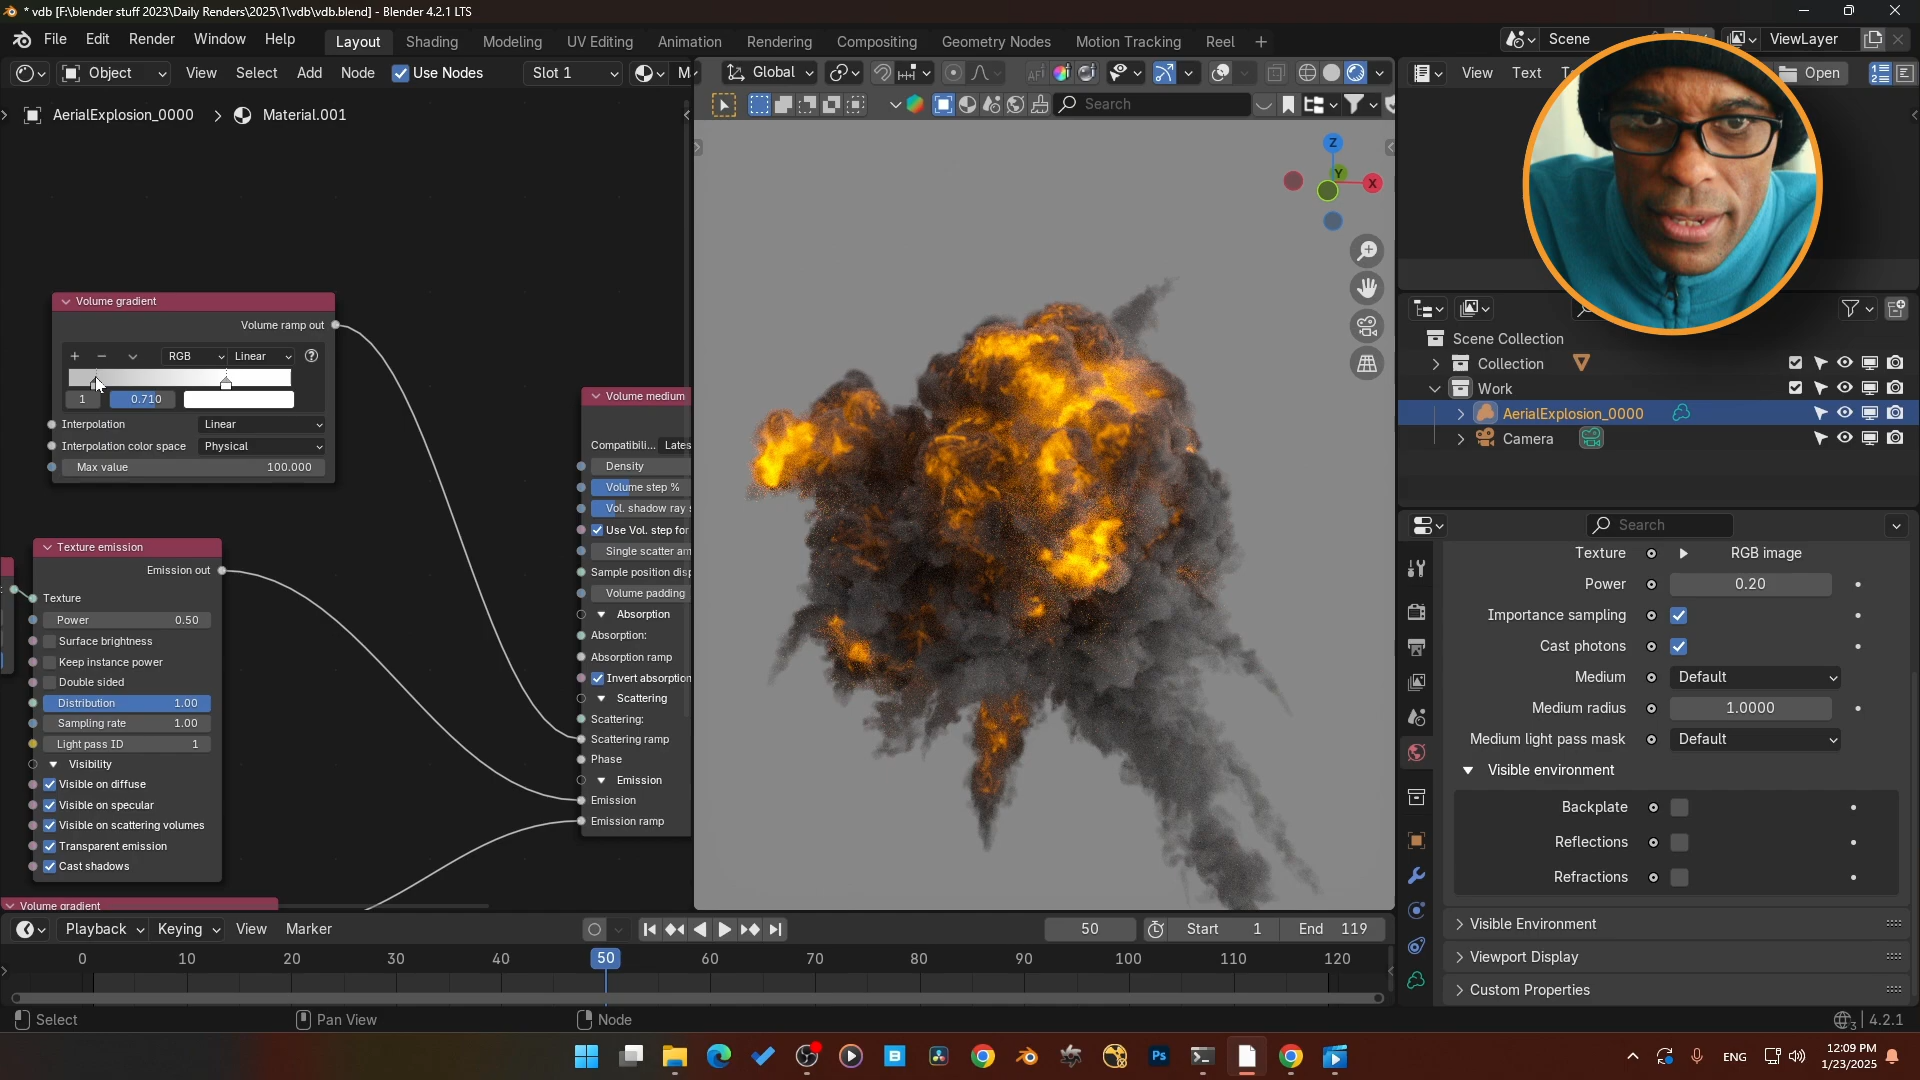 * vdb [F:\blender stuff 2023\Daily Renders\2025\1\vdb\vdb.blend] - Blender 4.2.1 LTS
File Edit Render Window Help
Layout Shading Modeling UV Editing Animation Rendering Compositing Geometry Nodes Motion Tracking Reel
Scene
ViewLayer
Object View Select Add Node Use Nodes Slot 1
Global
View Text
Open
Search
AerialExplosion_0000 > Material.001
Z
Y
X
Volume gradient
Volume ramp out
RGB Linear
1 0.710
Interpolation Linear
Interpolation color space Physical
Max value 100.000
Texture emission
Emission out
Texture
Power 0.50
Surface brightness
Keep instance power
Double sided
Distribution 1.00
Sampling rate 1.00
Light pass ID 1
Visibility
Visible on diffuse
Visible on specular
Visible on scattering volumes
Transparent emission
Cast shadows
Volume gradient
Volume medium
Compatibili... Lates
Density
Volume step %
Vol. shadow ray
Use Vol. step for
Single scatter am
Sample position disp
Volume padding
Absorption
Absorption:
Absorption ramp
Invert absorption
Scattering
Scattering:
Scattering ramp
Phase
Emission
Emission
Emission ramp
Scene Collection
Collection
Work
AerialExplosion_0000
Camera
Search
Texture RGB image
Power 0.20
Importance sampling
Cast photons
Medium Default
Medium radius 1.0000
Medium light pass mask Default
Visible environment
Backplate
Reflections
Refractions
Visible Environment
Viewport Display
Custom Properties
Playback Keying View Marker
50 Start 1 End 119
0 10 20 30 40 50 60 70 80 90 100 110 120
Select Pan View Node
3 4.2.1
Ps
ENG
12:09 PM
1/23/2025